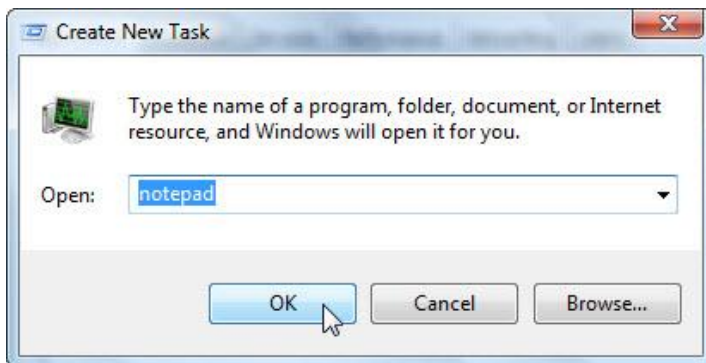 Create New Task
Type the name of a program, folder, document, or Internet
resource, and Windows will open it for you.
Open: notepad
OK Cancel Browse...